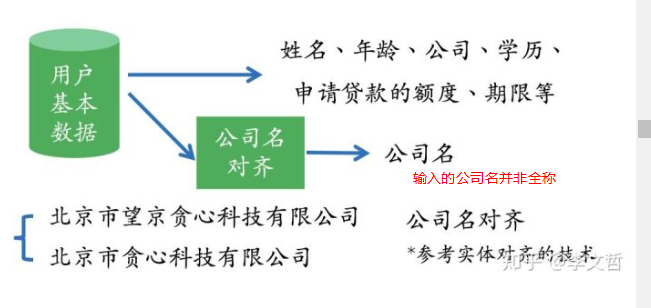 用户
基本
数据
姓名、年龄、公司、学历、
申请贷款的额度、期限等
公司名
对齐
公司名
输入的公司名并非全称
北京市望京贪心科技有限公司
公司名对齐
北京市贪心科技有限公司
*参考实体对齐的技术
知乎 @李文哲